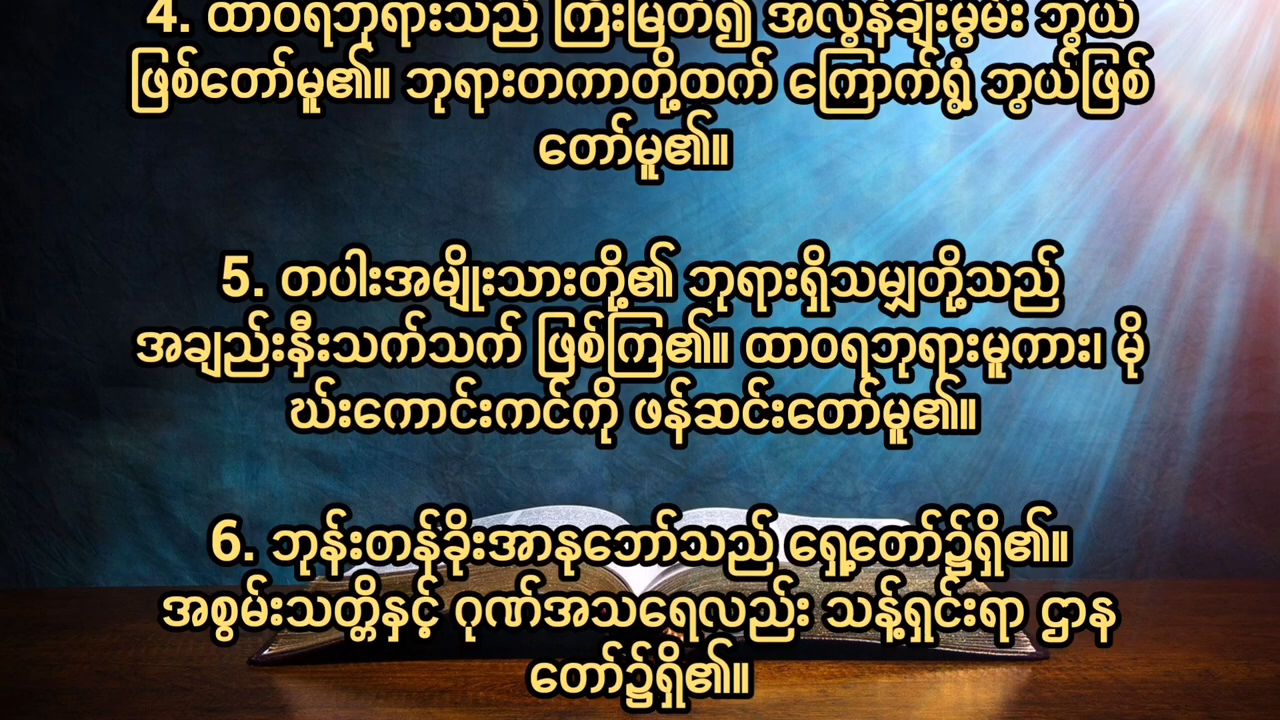 4. ထာဝရဘုရားသည် ကြီးမြတ်၍ အလွန်ချီးမွမ်း ဘွယ်
ဖြစ်တော်မူ၏။ ဘုရားတကာတို့ထက် ကြောက်ရွံ့ ဘွယ်ဖြစ်
တော်မူ၏။
5. တပါးအမျိုးသားတို့၏ ဘုရားရှိသမျှတို့သည်
အချည်းနှီးသက်သက် ဖြစ်ကြ၏။ ထာဝရဘုရားမူကား၊ မို
ဃ်းကောင်းကင်ကို ဖန်ဆင်းတော်မူ၏။
6. ဘုန်းတန်ခိုးအာနုဘော်သည် ရှေ့တော်၌ရှိ၏။
အစွမ်းသတ္တိနှင့် ဂုဏ်အသရေလည်း သန့်ရှင်းရာ ဌာန
တော်၌ရှိ၏။